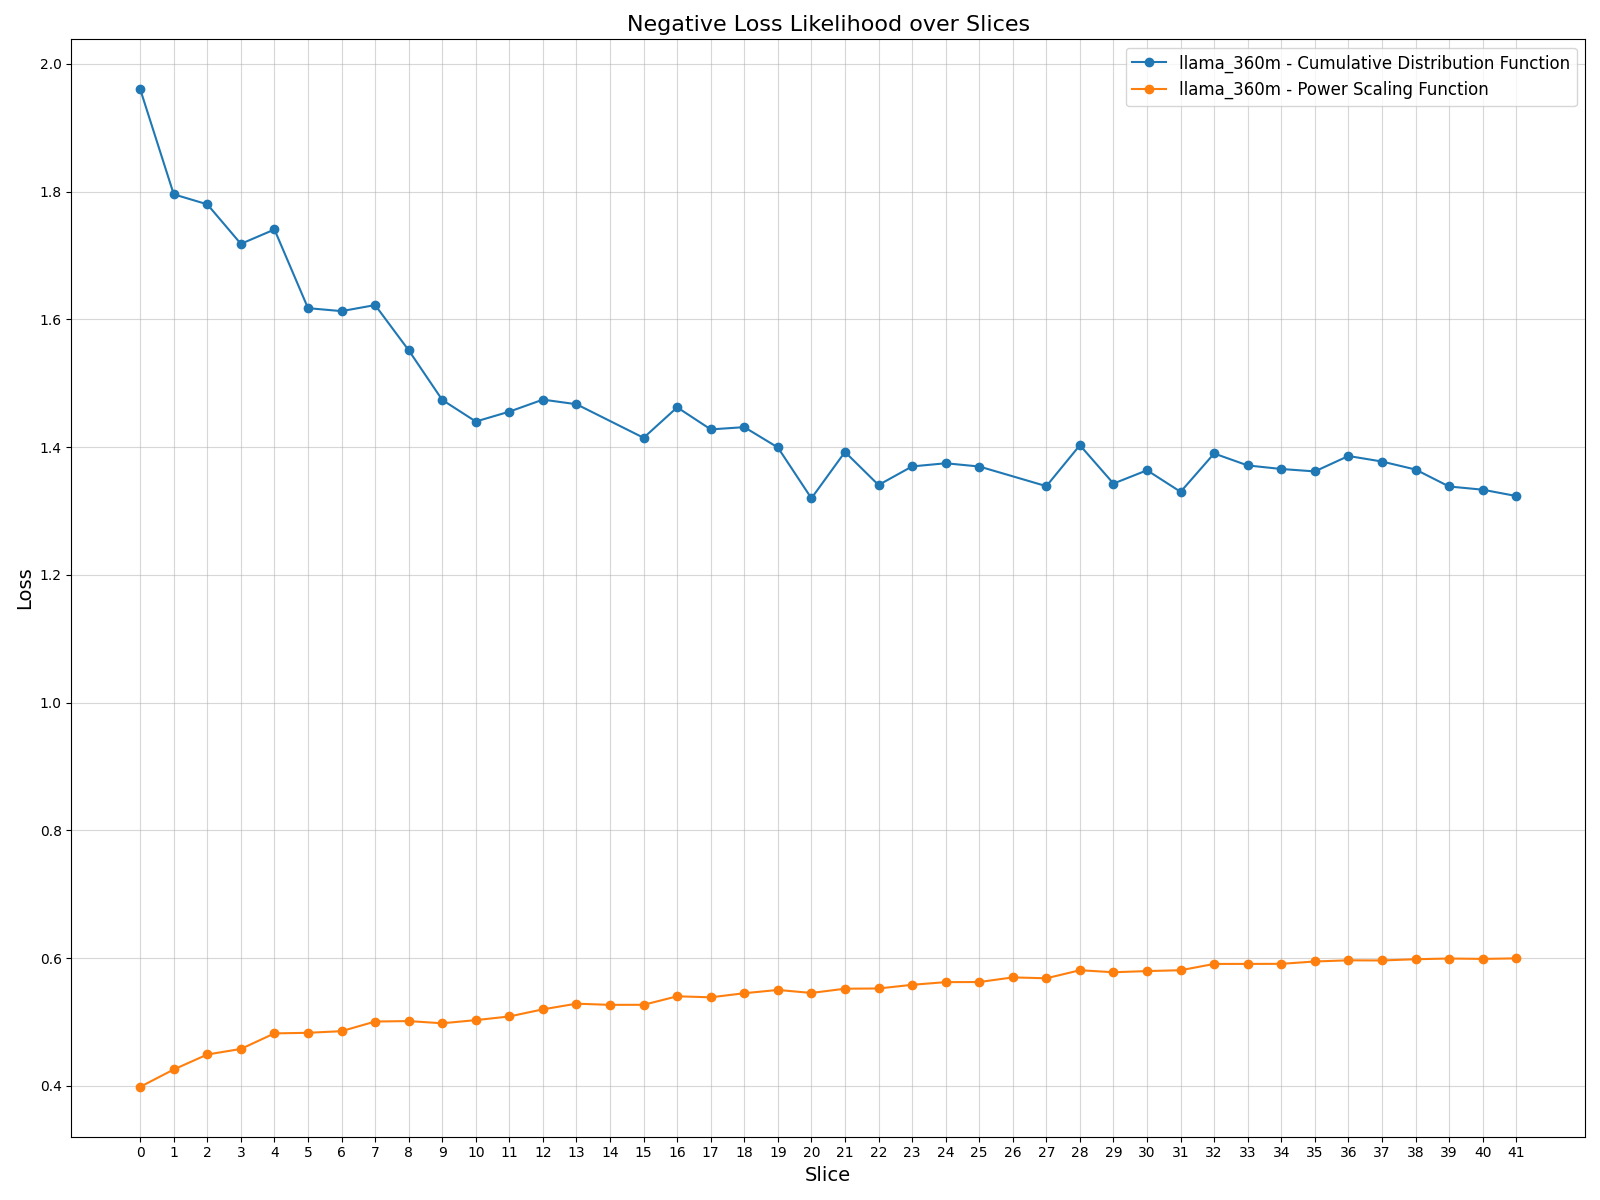 Negative Loss Likelihood over Slices
llama_360m - Cumulative Distribution Function
llama_360m - Power Scaling Function
2.0
1.8
1.6
1.4
1.2
1.0
0.8
0.6
0.4
Loss
0 1 2 3 4 5 6 7 8 9 10 11 12 13 14 15 16 17 18 19 20 21 22 23 24 25 26 27 28 29 30 31 32 33 34 35 36 37 38 39 40 41
Slice